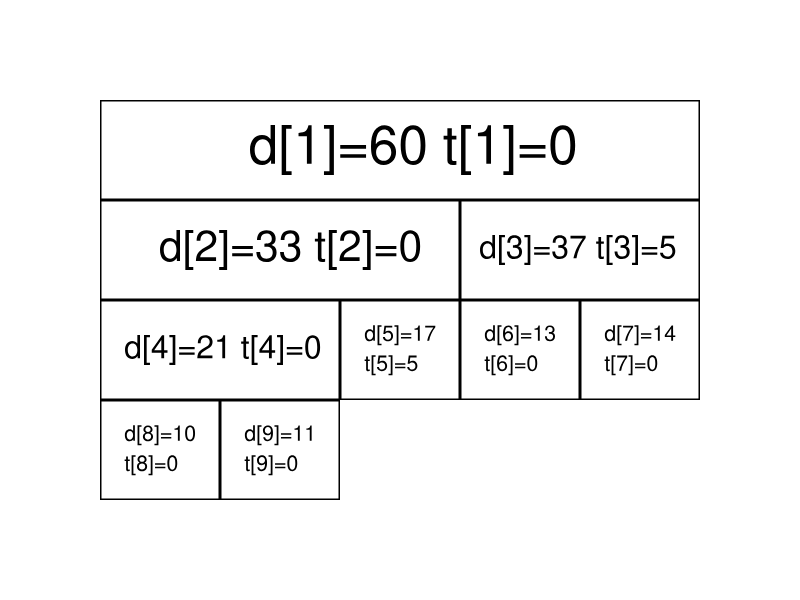 d[1]=60 t[1]=0
d[2]=33 t[2]=0
d[3]=37 t[3]=5
d[4]=21 t[4]=0
d[5]=17
t[5]=5
d[6]=13
t[6]=0
d[7]=14
t[7]=0
d[8]=10
t[8]=0
d[9]=11
t[9]=0